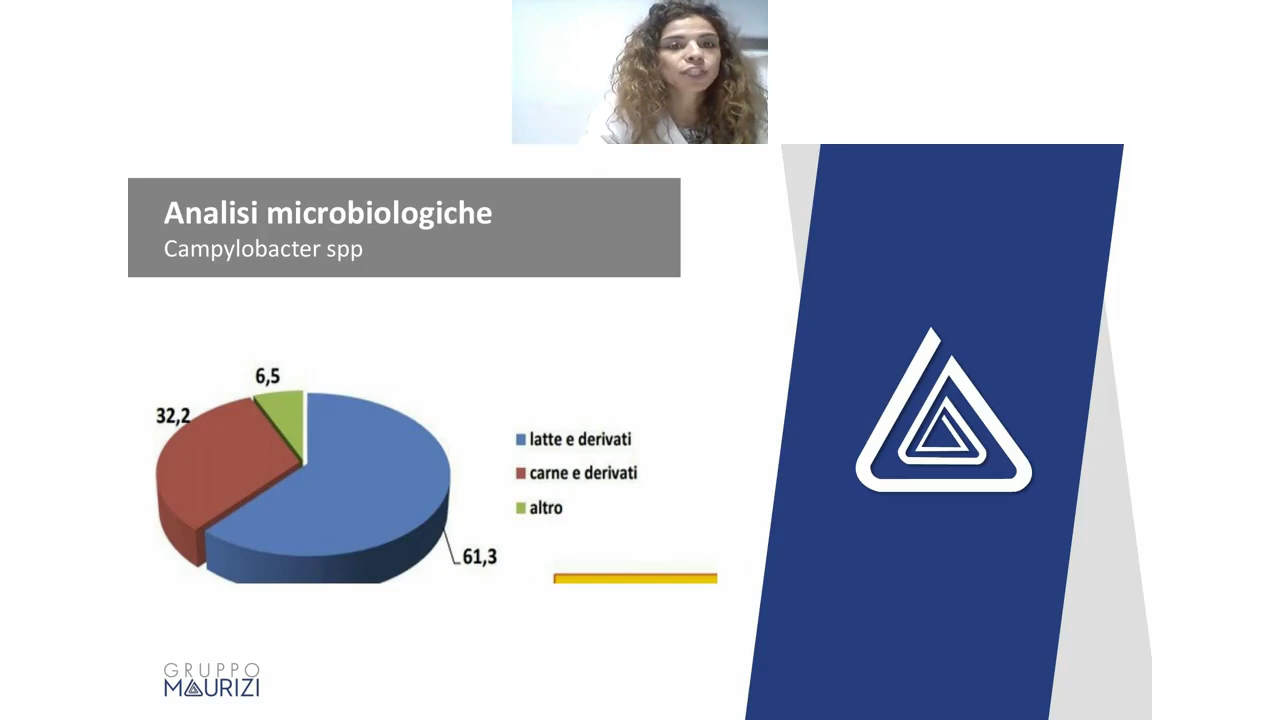 Analisi microbiologiche
Campylobacter spp
6,5
32,2
latte e derivati
carne e derivati
altro
61,3
GRUPPO
MAURIZI